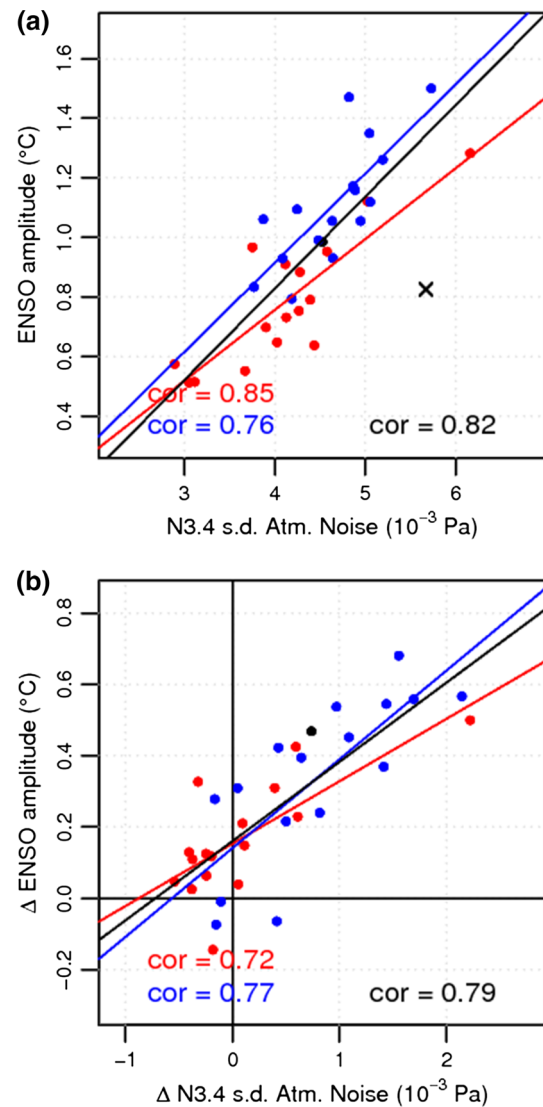 (a)
ENSO amplitude (°C)
1.6
1.4
1.2
1.0
0.8
0.6
0.4
cor = 0.85
cor = 0.76
cor = 0.82
3 4 5 6
N3.4 s.d. Atm. Noise (10⁻³ Pa)
(b)
Δ ENSO amplitude (°C)
0.8
0.6
0.4
0.2
0.0
−0.2
cor = 0.72
cor = 0.77
cor = 0.79
−1 0 1 2
Δ N3.4 s.d. Atm. Noise (10⁻³ Pa)